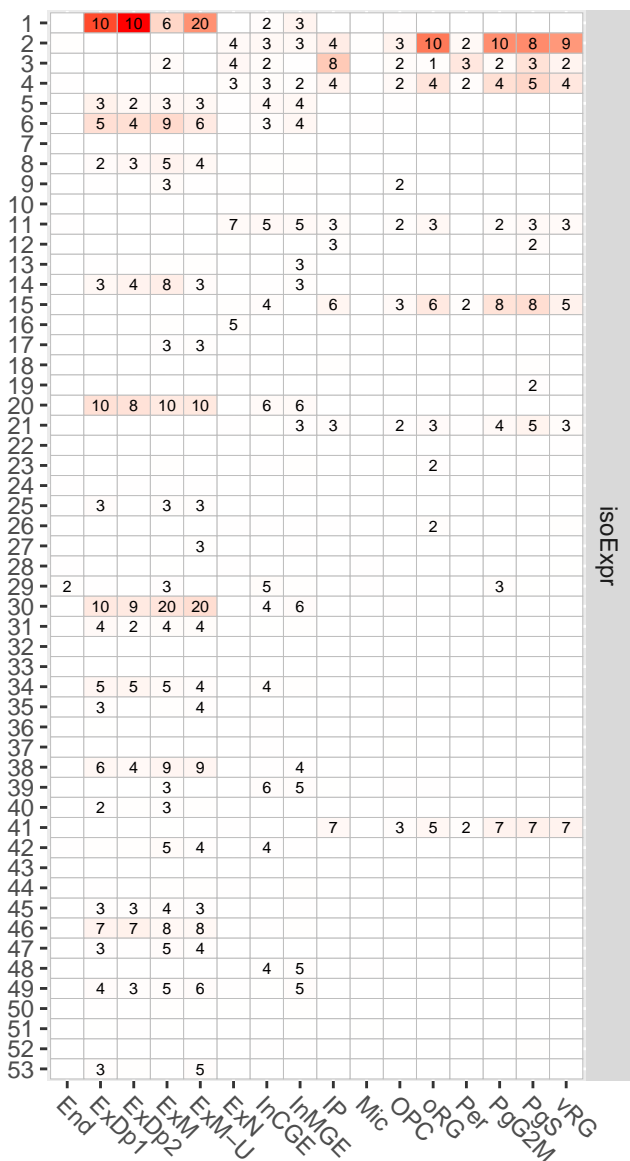 1 10 10 6 20 2 3
2 4 3 3 4 3 10 2 10 8 9
3 2 4 2 8 2 1 3 2 3 2
4 3 3 2 4 2 4 2 4 5 4
5 3 2 3 3 4 4
6 5 4 9 6 3 4
7
8 2 3 5 4
9 3 2
10
11 7 5 5 3 2 3 2 3 3
12 3 2
13 3
14 3 4 8 3 3
15 4 6 3 6 2 8 8 5
16 5
17 3 3
18
19 2
20 10 8 10 10 6 6
21 3 3 2 3 4 5 3
22
23 2
24
25 3 3 3
26 2
27 3
28
29 2 3 5 3
30 10 9 20 20 4 6
31 4 2 4 4
32
33
34 5 5 5 4 4
35 3 4
36
37
38 6 4 9 9 4
39 3 6 5
40 2 3
41 7 3 5 2 7 7 7
42 5 4 4
43
44
45 3 3 4 3
46 7 7 8 8
47 3 5 4
48 4 5
49 4 3 5 6 5
50
51
52
53 3 5
End ExDp1 ExDp2 ExM ExM−U ExN InCGE InMGE IP Mic OPC oRG Per PgG2M PgS vRG
isoExpr